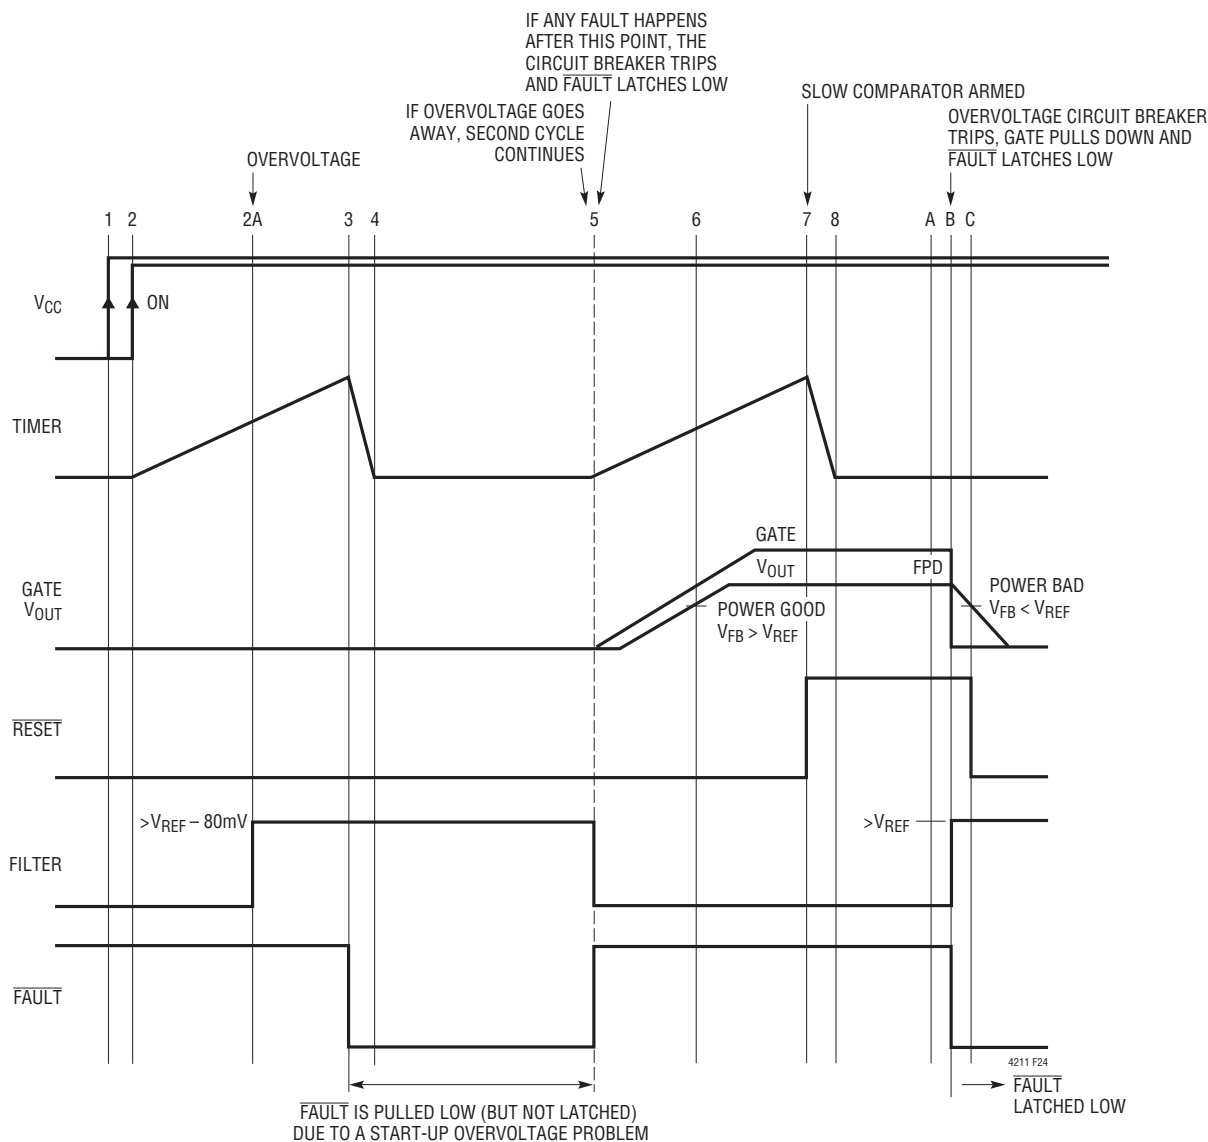 IF ANY FAULT HAPPENS
AFTER THIS POINT, THE
CIRCUIT BREAKER TRIPS
AND FAULT LATCHES LOW
IF OVERVOLTAGE GOES
AWAY, SECOND CYCLE
CONTINUES
SLOW COMPARATOR ARMED
OVERVOLTAGE CIRCUIT BREAKER
TRIPS, GATE PULLS DOWN AND
FAULT LATCHES LOW
OVERVOLTAGE
1 2 2A 3 4 5 6 7 8 A B C
VCC
ON
TIMER
GATE
VOUT
GATE
VOUT
FPD
POWER GOOD
VFB > VREF
POWER BAD
VFB < VREF
RESET
>VREF – 80mV
>VREF
FILTER
FAULT
4211 F24
FAULT IS PULLED LOW (BUT NOT LATCHED)
DUE TO A START-UP OVERVOLTAGE PROBLEM
FAULT
LATCHED LOW